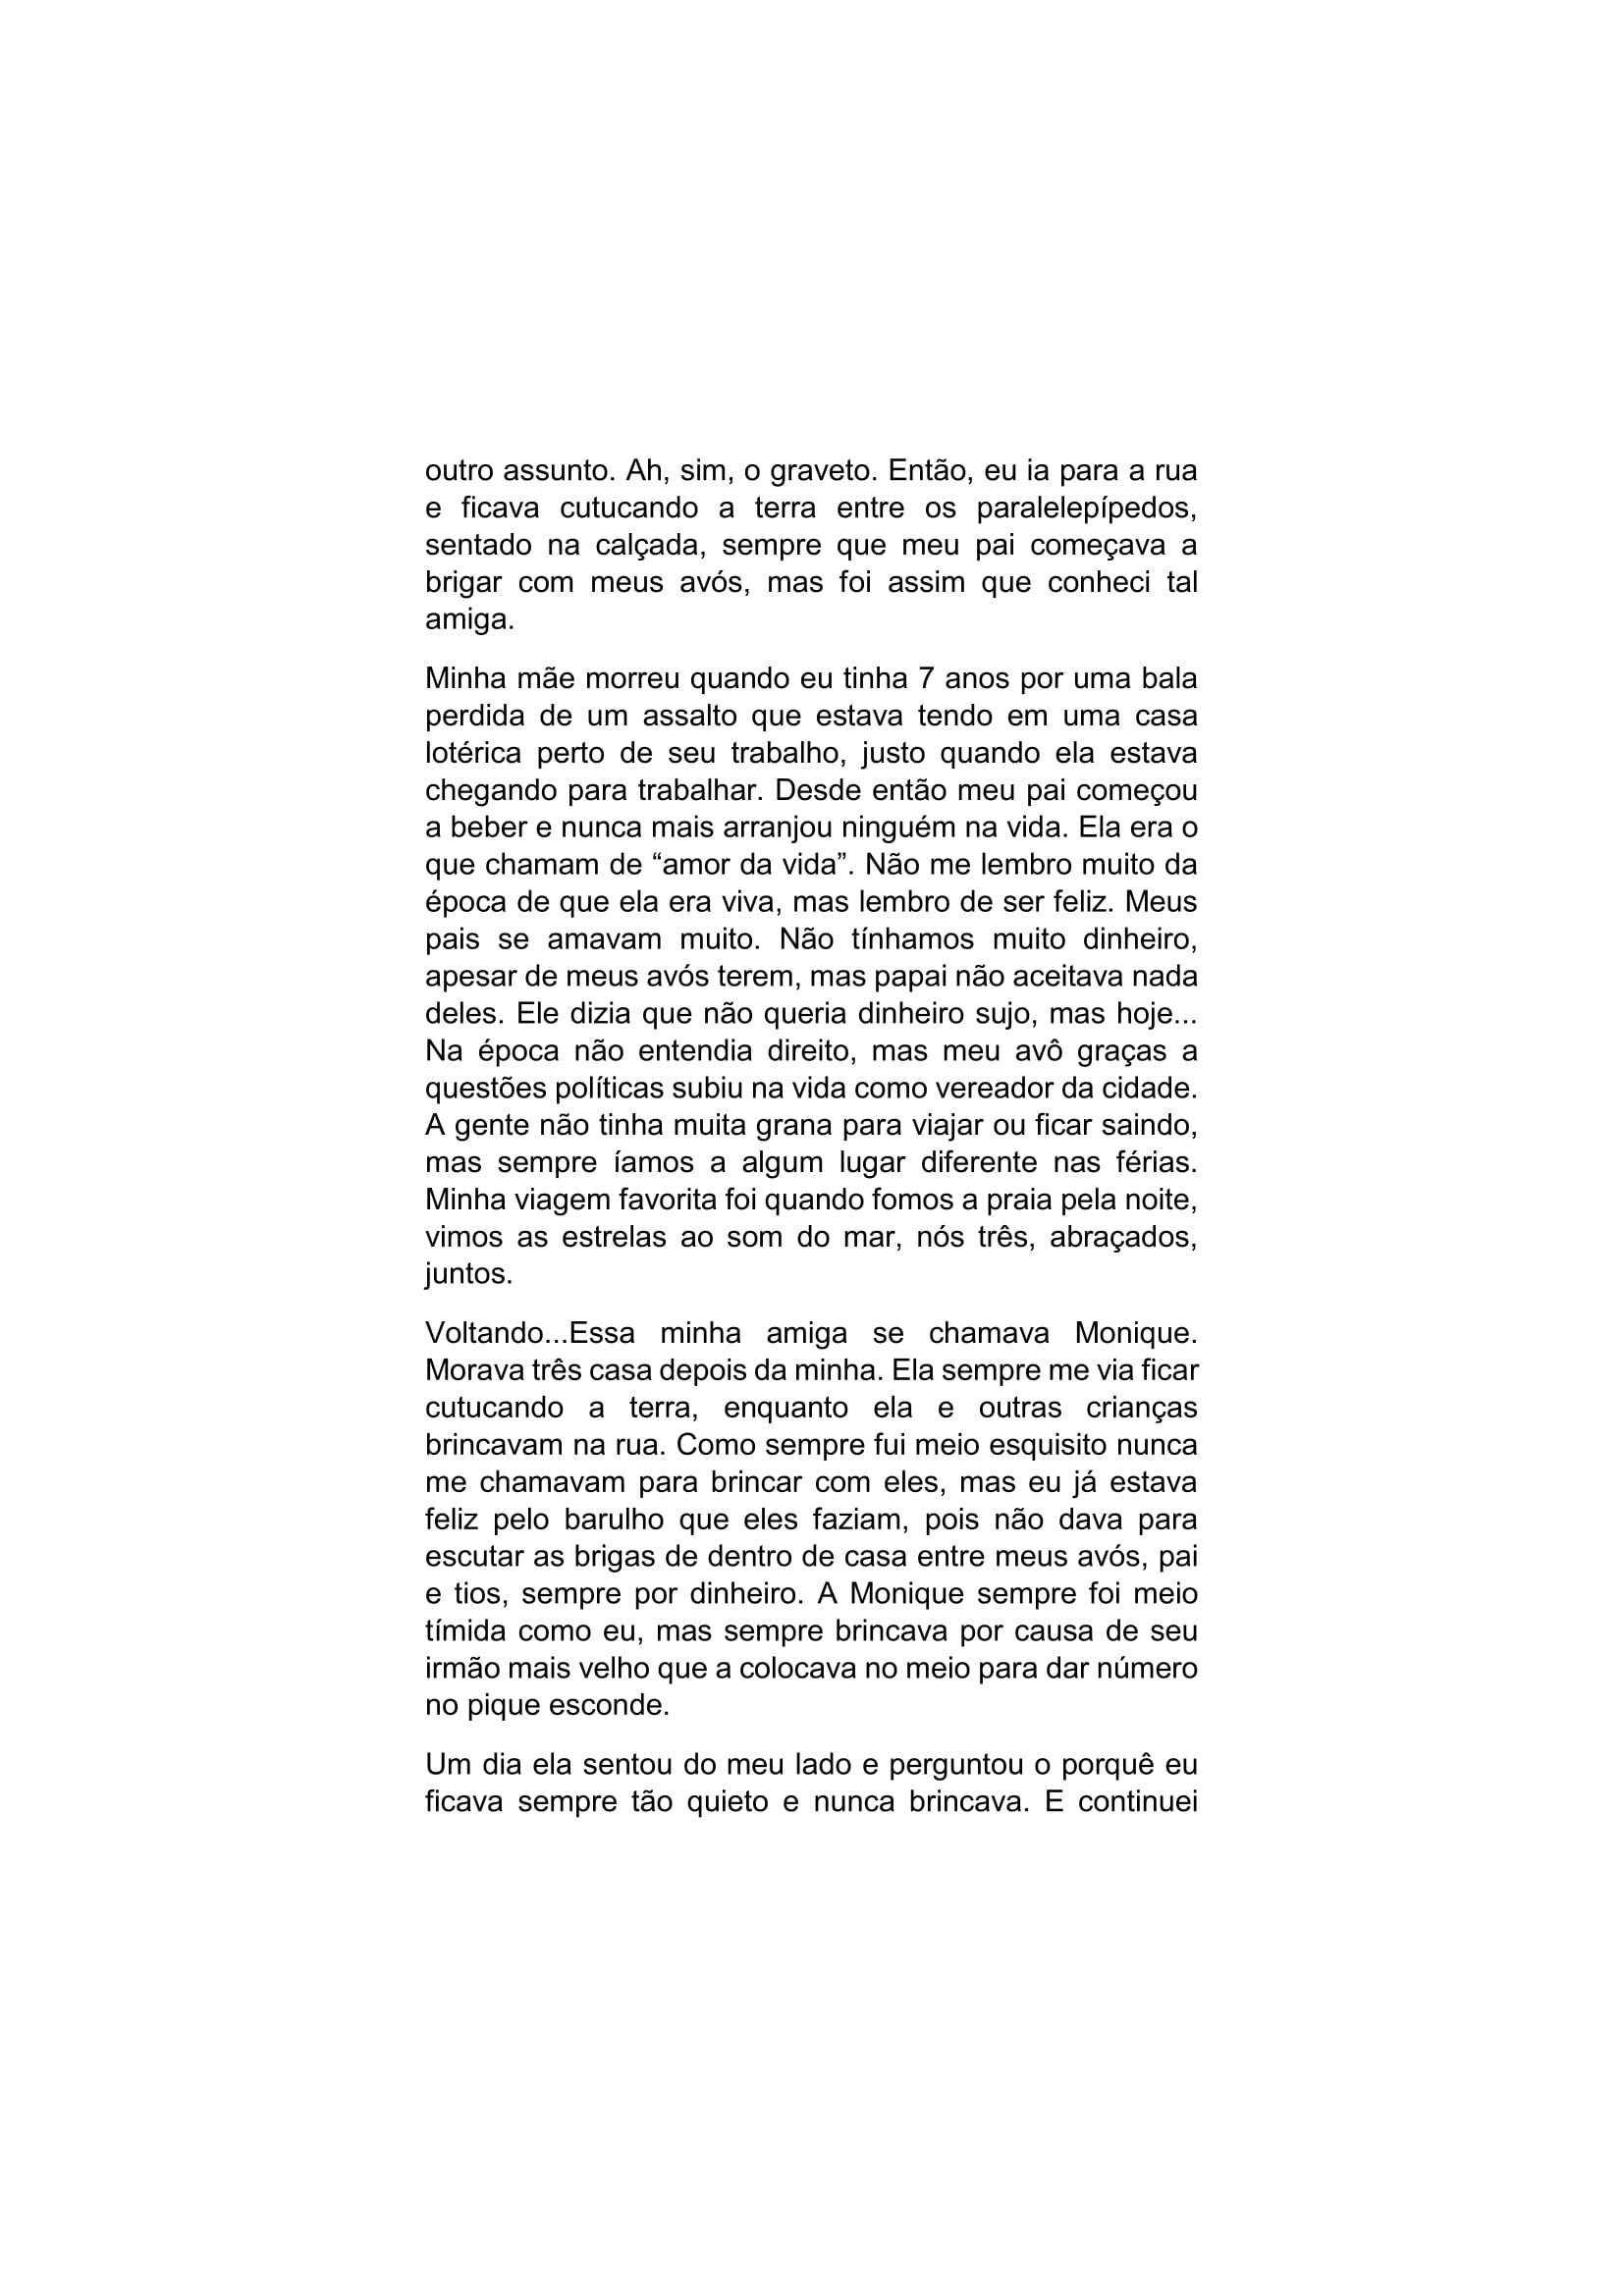 outro assunto. Ah, sim, o graveto. Então, eu ia para a rua
e ficava cutucando a terra entre os paralelepípedos,
sentado na calçada, sempre que meu pai começava a
brigar com meus avós, mas foi assim que conheci tal
amiga.
Minha mãe morreu quando eu tinha 7 anos por uma bala
perdida de um assalto que estava tendo em uma casa
lotérica perto de seu trabalho, justo quando ela estava
chegando para trabalhar. Desde então meu pai começou
a beber e nunca mais arranjou ninguém na vida. Ela era o
que chamam de “amor da vida”. Não me lembro muito da
época de que ela era viva, mas lembro de ser feliz. Meus
pais se amavam muito. Não tínhamos muito dinheiro,
apesar de meus avós terem, mas papai não aceitava nada
deles. Ele dizia que não queria dinheiro sujo, mas hoje...
Na época não entendia direito, mas meu avô graças a
questões políticas subiu na vida como vereador da cidade.
A gente não tinha muita grana para viajar ou ficar saindo,
mas sempre íamos a algum lugar diferente nas férias.
Minha viagem favorita foi quando fomos a praia pela noite,
vimos as estrelas ao som do mar, nós três, abraçados,
juntos.
Voltando...Essa minha amiga se chamava Monique.
Morava três casa depois da minha. Ela sempre me via ficar
cutucando a terra, enquanto ela e outras crianças
brincavam na rua. Como sempre fui meio esquisito nunca
me chamavam para brincar com eles, mas eu já estava
feliz pelo barulho que eles faziam, pois não dava para
escutar as brigas de dentro de casa entre meus avós, pai
e tios, sempre por dinheiro. A Monique sempre foi meio
tímida como eu, mas sempre brincava por causa de seu
irmão mais velho que a colocava no meio para dar número
no pique esconde.
Um dia ela sentou do meu lado e perguntou o porquê eu
ficava sempre tão quieto e nunca brincava. E continuei